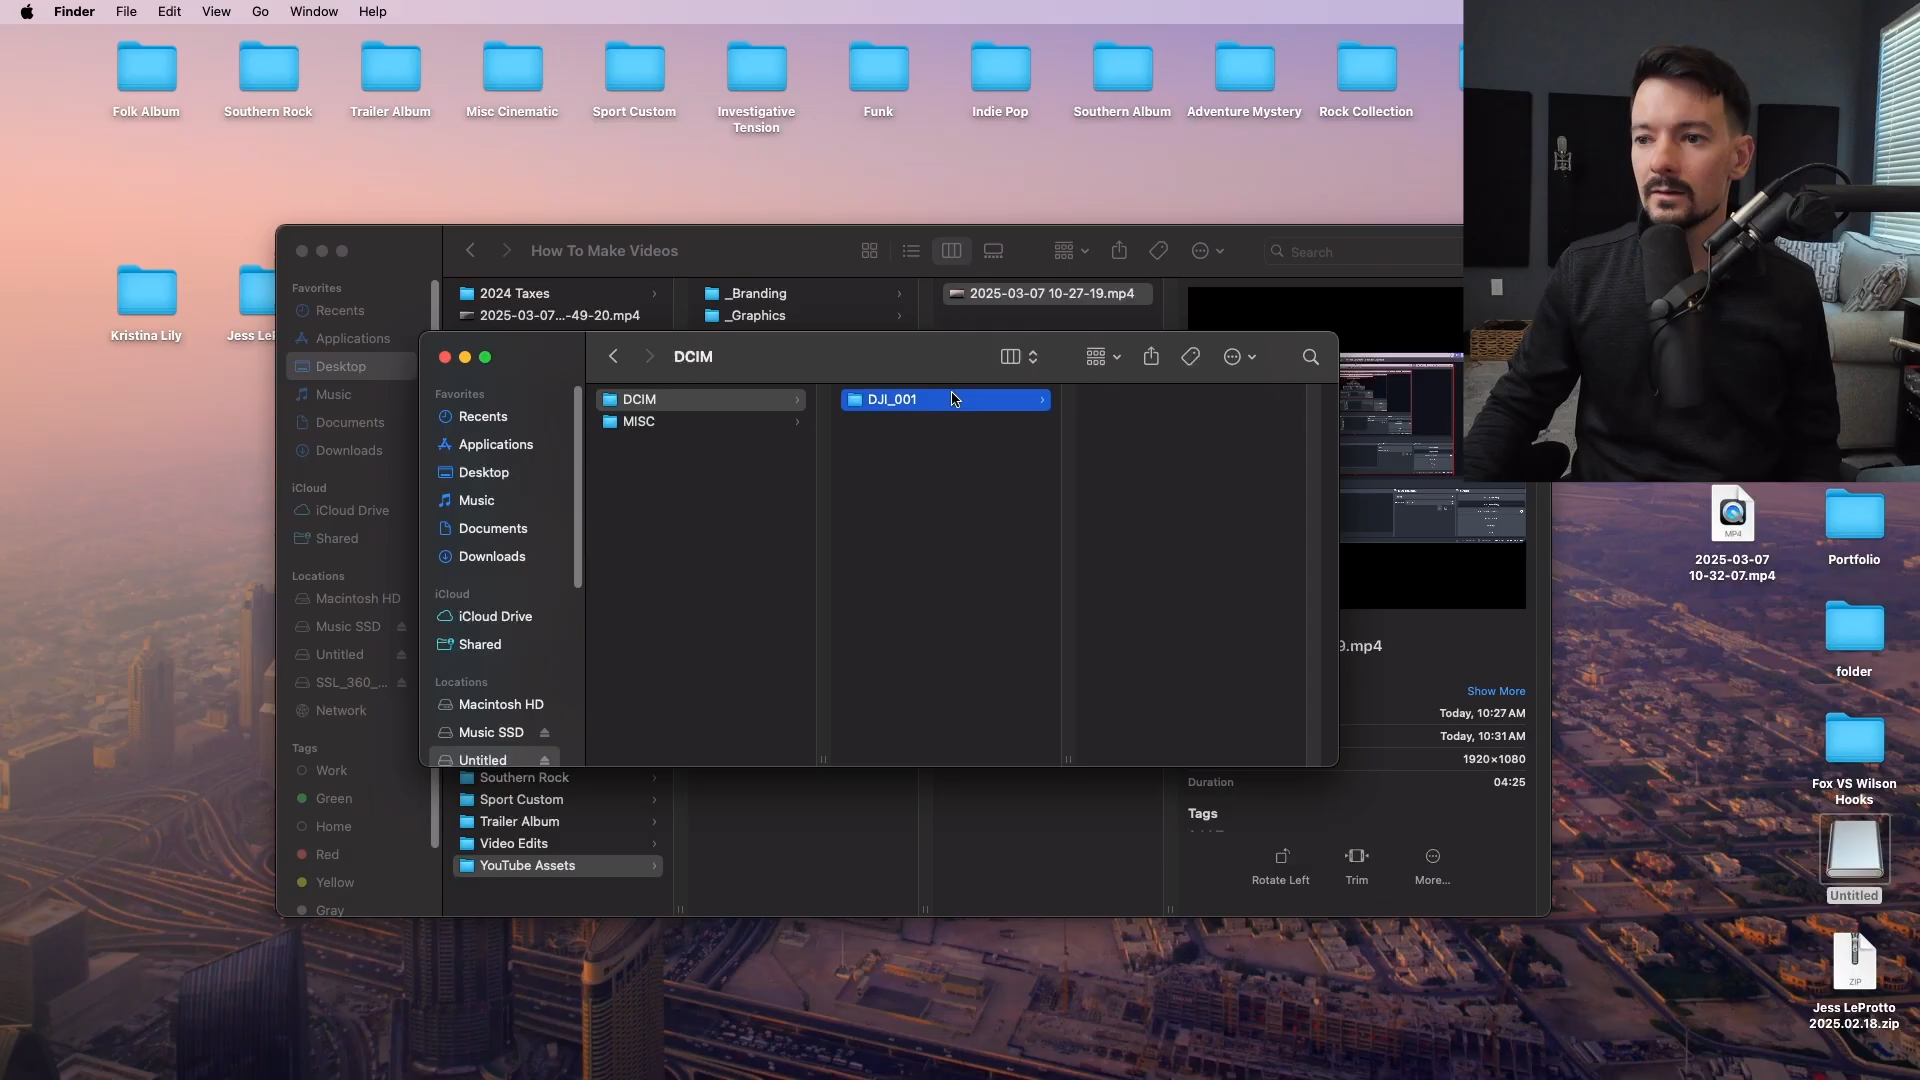 Finder File Edit View Go Window Help
Folk Album
Southern Rock
Trailer Album
Misc Cinematic
Sport Custom
Investigative
Tension
Funk
Indie Pop
Southern Album
Adventure Mystery
Rock Collection
Kristina Lily
Jess Le
How To Make Videos
Search
Favorites
Recents
Applications
Desktop
Music
Documents
Downloads
iCloud
iCloud Drive
Shared
Locations
Macintosh HD
Music SSD
Untitled
SSL_360_...
Network
Tags
Work
Green
Home
Red
Yellow
Gray
2024 Taxes
2025-03-07...-49-20.mp4
_Branding
_Graphics
2025-03-07 10-27-19.mp4
DCIM
Favorites
Recents
Applications
Desktop
Music
Documents
Downloads
iCloud
iCloud Drive
Shared
Locations
Macintosh HD
Music SSD
Untitled
DCIM
MISC
DJI_001
Southern Rock
Sport Custom
Trailer Album
Video Edits
YouTube Assets
9.mp4
Show More
Today, 10:27 AM
Today, 10:31 AM
1920×1080
Duration 04:25
Tags
Rotate Left
Trim
More...
MP4
2025-03-07
10-32-07.mp4
Portfolio
folder
Fox VS Wilson
Hooks
Untitled
ZIP
Jess LeProtto
2025.02.18.zip